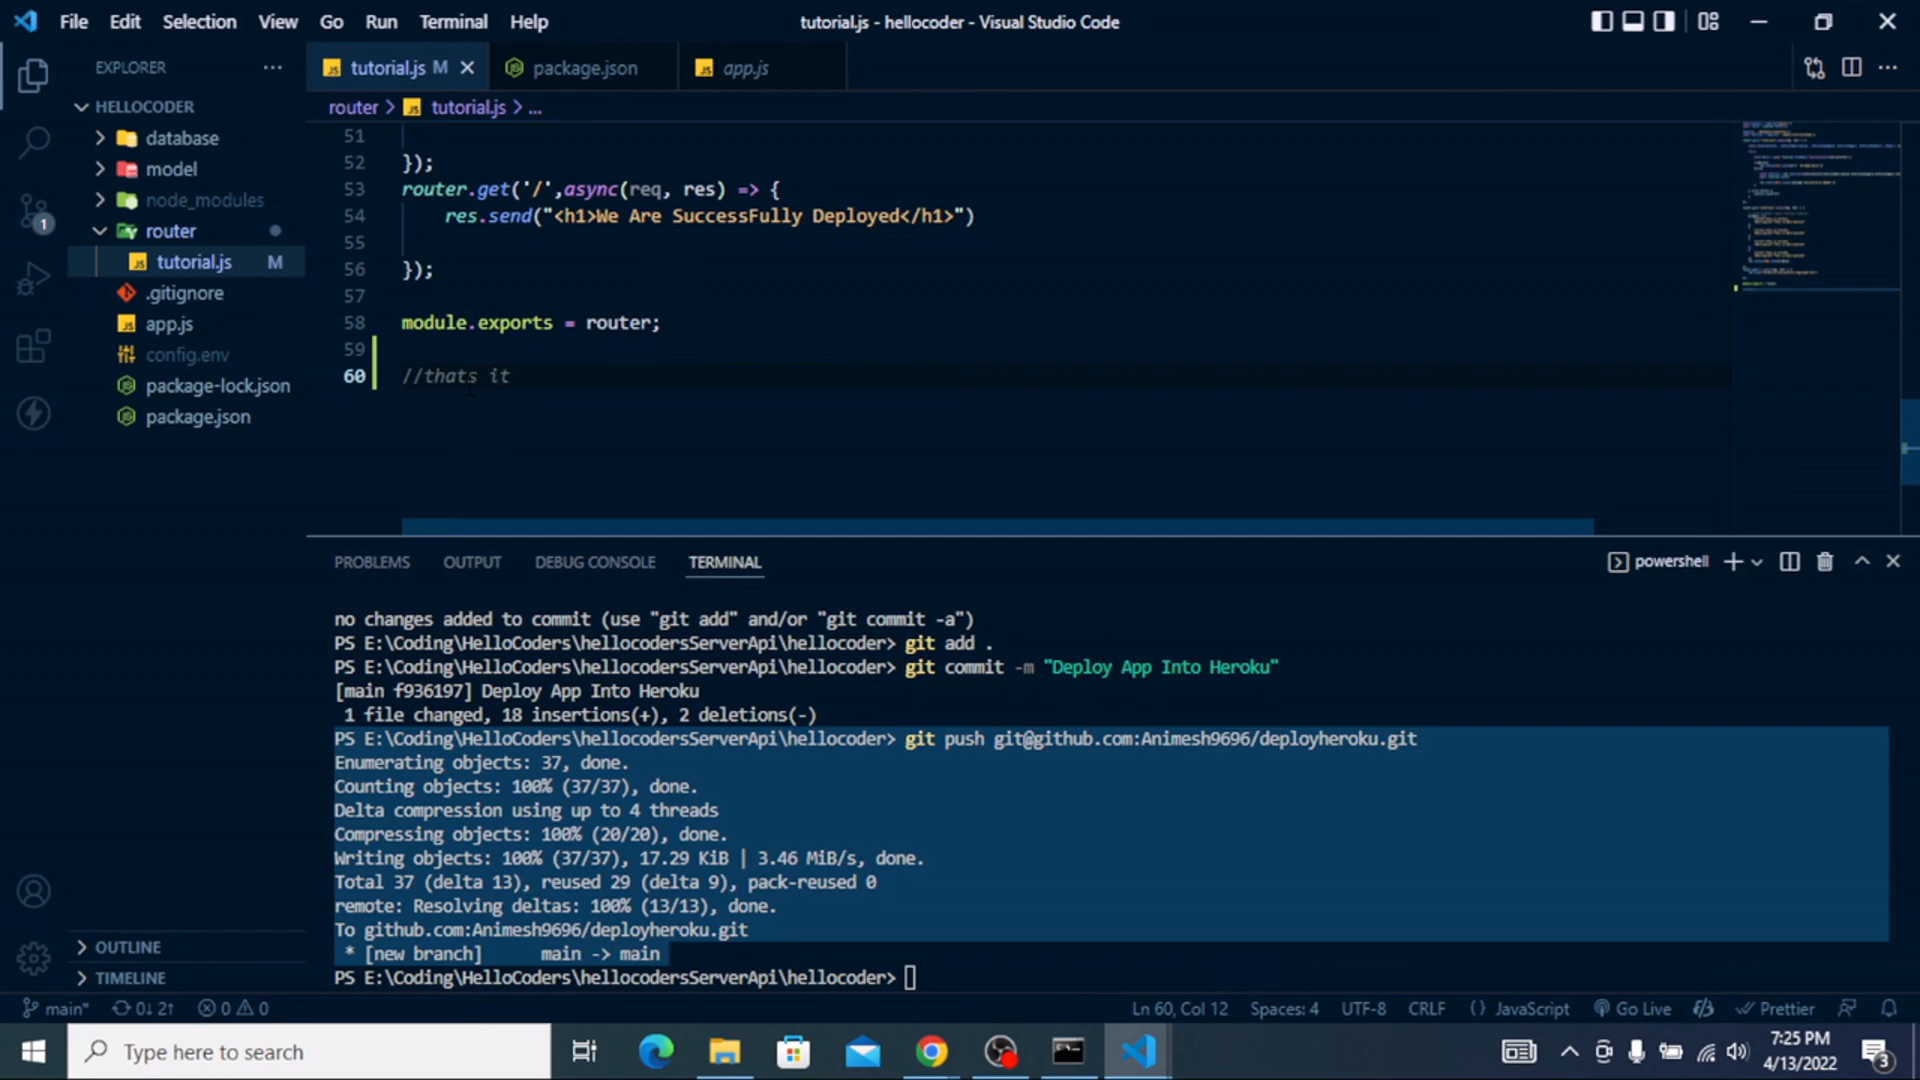 File Edit Selection View Go Run Terminal Help
tutorial.js - hellocoder - Visual Studio Code
EXPLORER
tutorial.js M
package.json
app.js
HELLOCODER
router > tutorial.js > ...
database
model
node_modules
router
tutorial.js M
.gitignore
app.js
config.env
package-lock.json
package.json
51
52 });
53 router.get('/',async(req, res) => {
54 res.send("<h1>We Are SuccessFully Deployed</h1>")
55
56 });
57
58 module.exports = router;
59
60 //thats it
1
PROBLEMS OUTPUT DEBUG CONSOLE TERMINAL
powershell
no changes added to commit (use "git add" and/or "git commit -a")
PS E:\Coding\HelloCoders\hellocodersServerApi\hellocoder> git add .
PS E:\Coding\HelloCoders\hellocodersServerApi\hellocoder> git commit -m "Deploy App Into Heroku"
[main f936197] Deploy App Into Heroku
1 file changed, 18 insertions(+), 2 deletions(-)
PS E:\Coding\HelloCoders\hellocodersServerApi\hellocoder> git push git@github.com:Animesh9696/deployheroku.git
Enumerating objects: 37, done.
Counting objects: 100% (37/37), done.
Delta compression using up to 4 threads
Compressing objects: 100% (20/20), done.
Writing objects: 100% (37/37), 17.29 KiB | 3.46 MiB/s, done.
Total 37 (delta 13), reused 29 (delta 9), pack-reused 0
remote: Resolving deltas: 100% (13/13), done.
To github.com:Animesh9696/deployheroku.git
* [new branch] main -> main
PS E:\Coding\HelloCoders\hellocodersServerApi\hellocoder>
OUTLINE
TIMELINE
main* 0↓ 2↑ 0 0
Ln 60, Col 12 Spaces: 4 UTF-8 CRLF {} JavaScript Go Live Prettier
Type here to search
7:25 PM
4/13/2022
3